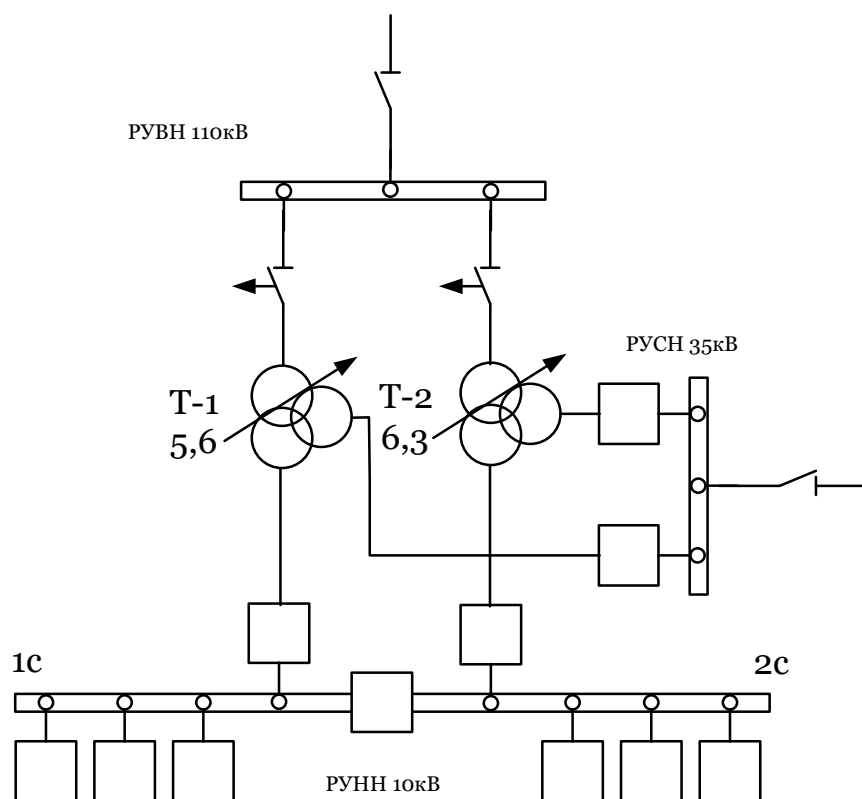 РУВН 110кВ
РУСН 35кВ
Т-1
5,6
Т-2
6,3
1с
2с
РУНН 10кВ